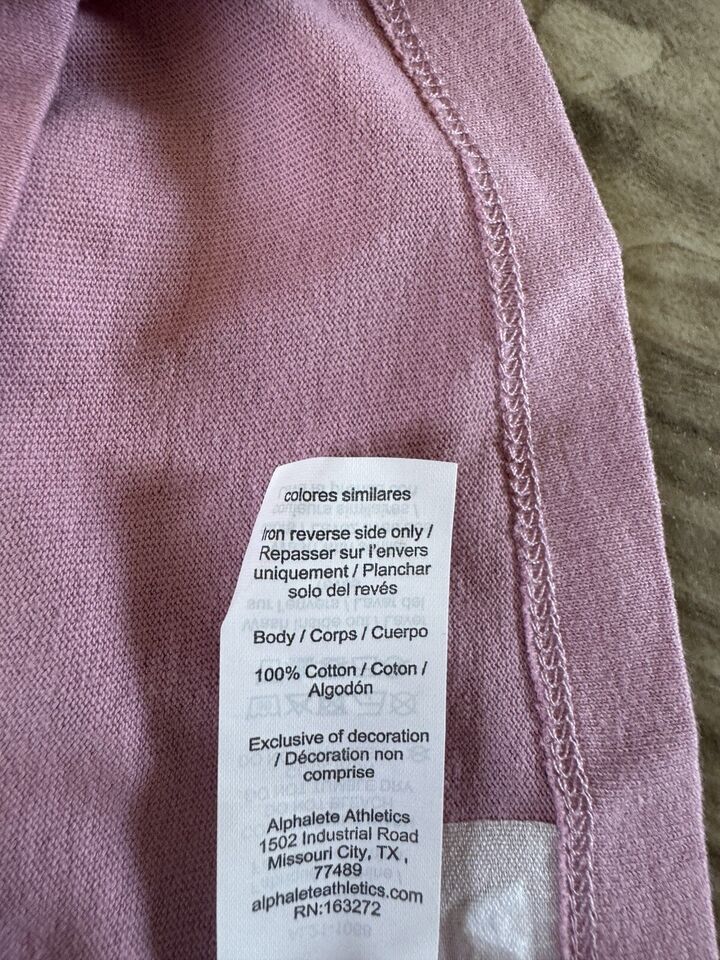 colores similares
Iron reverse side only /
Repasser sur l'envers
uniquement / Planchar
solo del revés
Body / Corps / Cuerpo
100% Cotton / Coton /
Algodón
Exclusive of decoration
/ Décoration non
comprise
Alphalete Athletics
1502 Industrial Road
Missouri City, TX ,
77489
alphaleteathletics.com
RN:163272